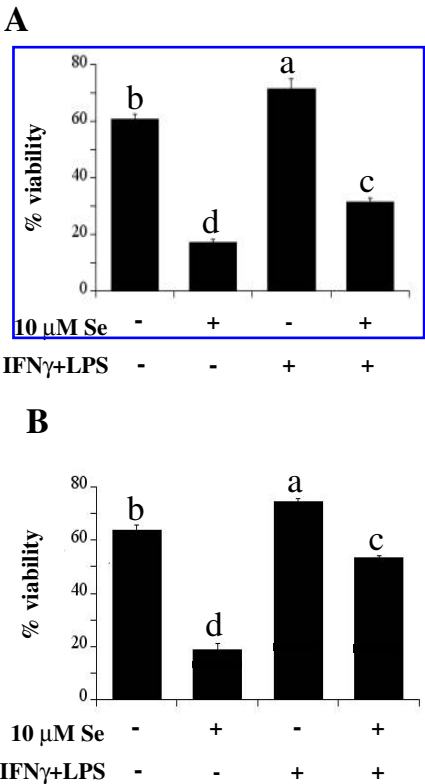 A
a
80
b
60
% viability
40
c
d
20
0
10 μM Se - + - +
IFNγ+LPS - - + +
B
80
a
b
60
c
% viability
40
d
20
0
10 μM Se - + - +
IFNγ+LPS - - + +